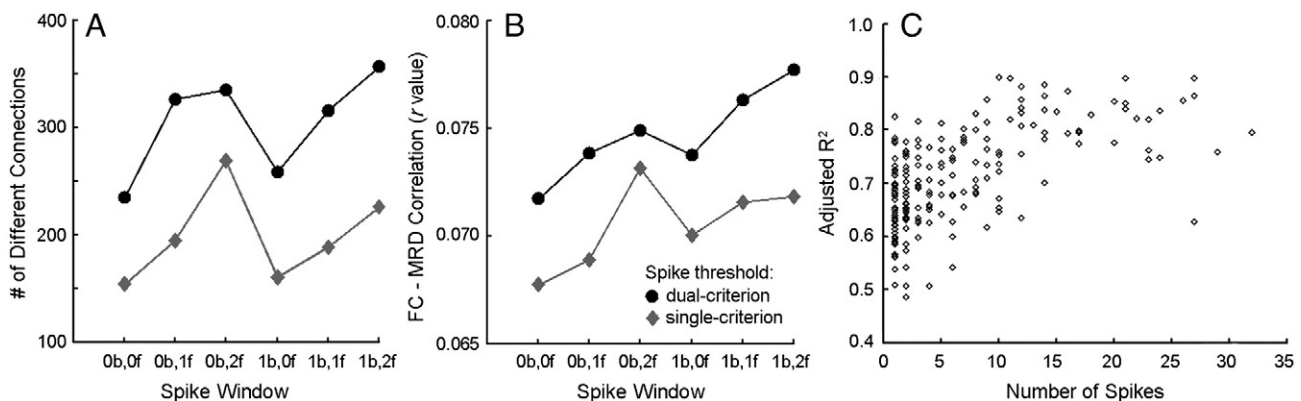 A
# of Different Connections
400
300
200
100
0b,0f 0b,1f 0b,2f 1b,0f 1b,1f 1b,2f
Spike Window
B
FC - MRD Correlation (r value)
0.080
0.075
0.070
0.065
Spike threshold:
dual-criterion
single-criterion
0b,0f 0b,1f 0b,2f 1b,0f 1b,1f 1b,2f
Spike Window
C
Adjusted R²
1.0
0.9
0.8
0.7
0.6
0.5
0.4
0 5 10 15 20 25 30 35
Number of Spikes